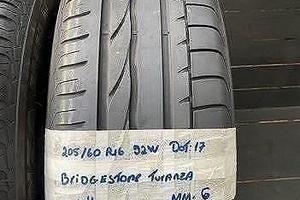 205/60 R16 92W DOT:17
BRIDGESTONE TURANZA
MM: 6